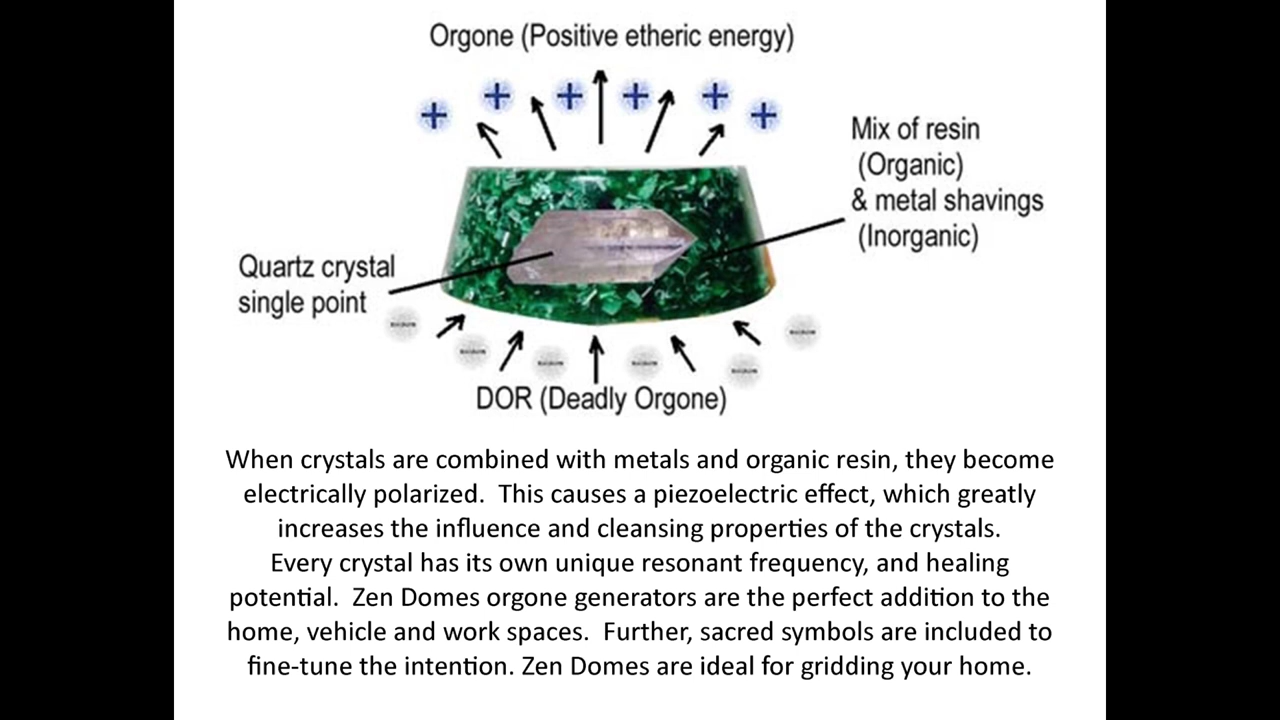 Orgone (Positive etheric energy)
Mix of resin
(Organic)
& metal shavings
(Inorganic)
Quartz crystal
single point
DOR (Deadly Orgone)
When crystals are combined with metals and organic resin, they become
electrically polarized.  This causes a piezoelectric effect, which greatly
increases the influence and cleansing properties of the crystals.
Every crystal has its own unique resonant frequency, and healing
potential.  Zen Domes orgone generators are the perfect addition to the
home, vehicle and work spaces.  Further, sacred symbols are included to
fine-tune the intention. Zen Domes are ideal for gridding your home.